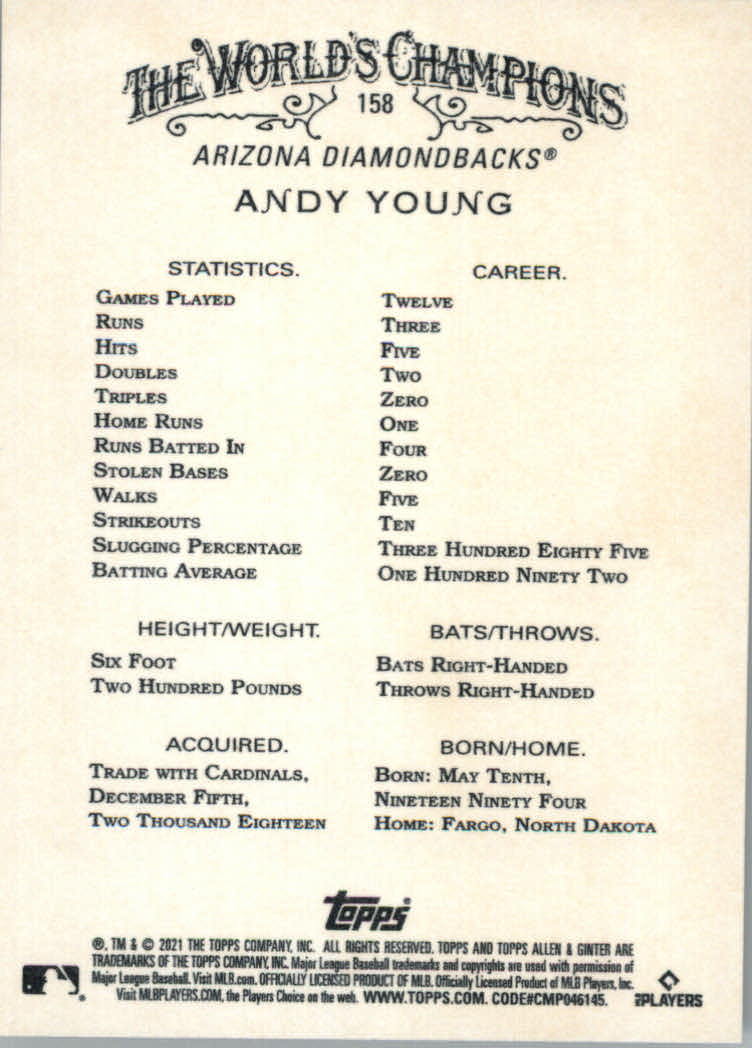 THE WORLD'S CHAMPIONS
158
ARIZONA DIAMONDBACKS®
ANDY YOUNG
STATISTICS. CAREER.
GAMES PLAYED TWELVE
RUNS THREE
HITS FIVE
DOUBLES TWO
TRIPLES ZERO
HOME RUNS ONE
RUNS BATTED IN FOUR
STOLEN BASES ZERO
WALKS FIVE
STRIKEOUTS TEN
SLUGGING PERCENTAGE THREE HUNDRED EIGHTY FIVE
BATTING AVERAGE ONE HUNDRED NINETY TWO
HEIGHT/WEIGHT.
SIX FOOT
TWO HUNDRED POUNDS
BATS/THROWS.
BATS RIGHT-HANDED
THROWS RIGHT-HANDED
ACQUIRED.
TRADE WITH CARDINALS,
DECEMBER FIFTH,
TWO THOUSAND EIGHTEEN
BORN/HOME.
BORN: MAY TENTH,
NINETEEN NINETY FOUR
HOME: FARGO, NORTH DAKOTA
Topps®
®, TM & © 2021 THE TOPPS COMPANY, INC. ALL RIGHTS RESERVED. TOPPS AND TOPPS ALLEN & GINTER ARE
TRADEMARKS OF THE TOPPS COMPANY, INC. Major League Baseball trademarks and copyrights are used with permission of
Major League Baseball. Visit MLB.com. OFFICIALLY LICENSED PRODUCT OF MLB. Officially Licensed Product of MLB Players, Inc.
Visit MLBPLAYERS.COM, the Players Choice on the web. WWW.TOPPS.COM. CODE#CMP046145.
PLAYERS